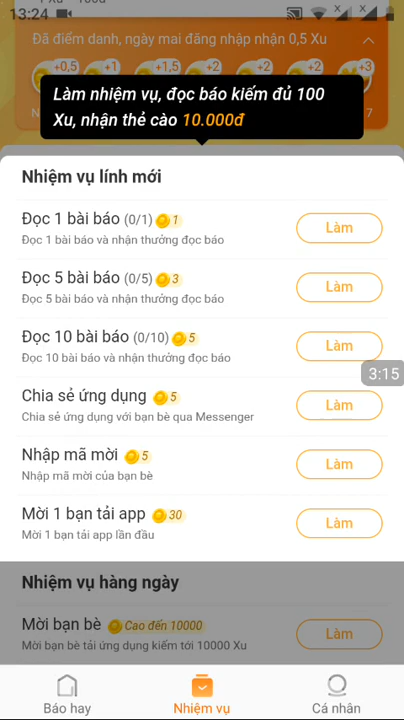 13:24
Đã điểm danh, ngày mai đăng nhập nhận 0,5 Xu
+0,5 +1 +1,5 +2 +2 +2 +3
Làm nhiệm vụ, đọc báo kiếm đủ 100
Xu, nhận thẻ cào 10.000đ
Nhiệm vụ lính mới
Đọc 1 bài báo (0/1) 1
Đọc 1 bài báo và nhận thưởng đọc báo
Làm
Đọc 5 bài báo (0/5) 3
Đọc 5 bài báo và nhận thưởng đọc báo
Làm
Đọc 10 bài báo (0/10) 5
Đọc 10 bài báo và nhận thưởng đọc báo
Làm
3:15
Chia sẻ ứng dụng 5
Chia sẻ ứng dụng với bạn bè qua Messenger
Làm
Nhập mã mời 5
Nhập mã mời của bạn bè
Làm
Mời 1 bạn tải app 30
Mời 1 bạn tải app lần đầu
Làm
Nhiệm vụ hàng ngày
Mời bạn bè Cao đến 10000
Mời bạn bè tải ứng dụng kiếm tới 10000 Xu
Làm
Báo hay
Nhiệm vụ
Cá nhân